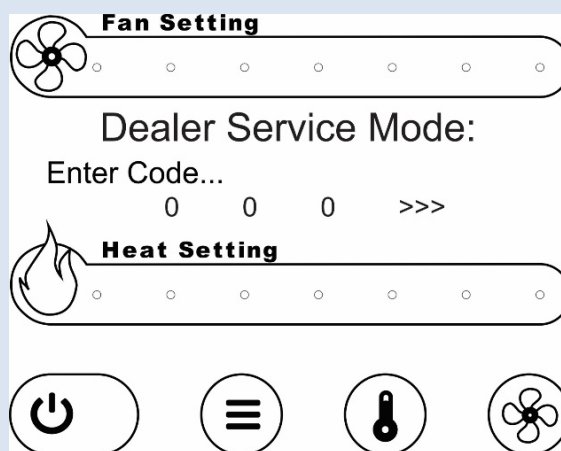 Fan Setting
Dealer Service Mode:
Enter Code...
0 0 0 >>>
Heat Setting